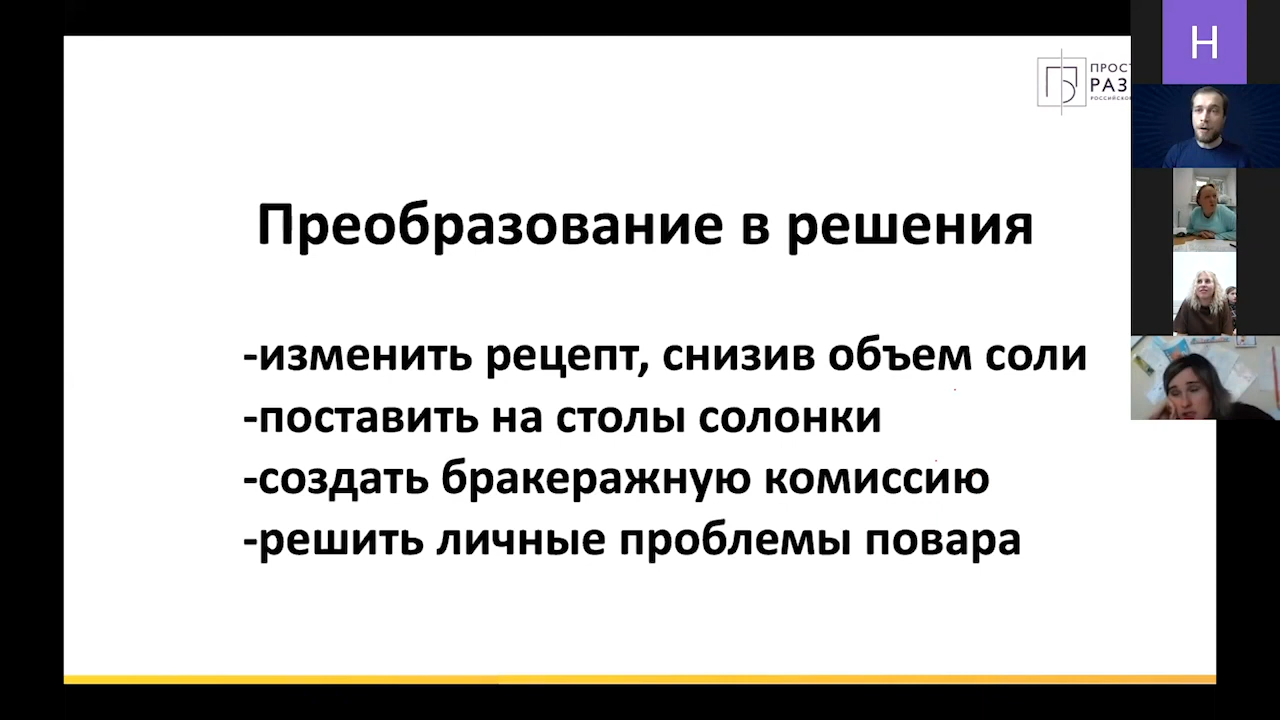 Н
ПРОСТ
РАЗ
РОССИЙСКО
Преобразование в решения
-изменить рецепт, снизив объем соли
-поставить на столы солонки
-создать бракеражную комиссию
-решить личные проблемы повара